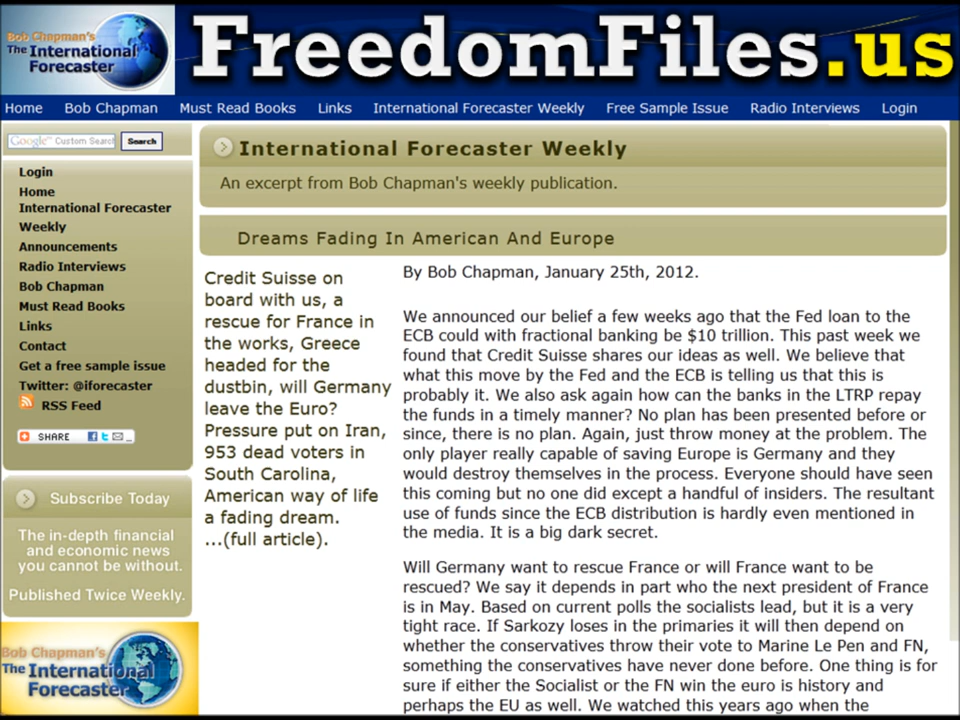 Bob Chapman's
The International
Forecaster
FreedomFiles.us
Home Bob Chapman Must Read Books Links International Forecaster Weekly Free Sample Issue Radio Interviews Login
Google™ Custom Search Search
Login
Home
International Forecaster
Weekly
Announcements
Radio Interviews
Bob Chapman
Must Read Books
Links
Contact
Get a free sample issue
Twitter: @iforecaster
RSS Feed
SHARE
Subscribe Today
The in-depth financial
and economic news
you cannot be without.
Published Twice Weekly.
Bob Chapman's
The International
Forecaster
International Forecaster Weekly
An excerpt from Bob Chapman's weekly publication.
Dreams Fading In American And Europe
Credit Suisse on
board with us, a
rescue for France in
the works, Greece
headed for the
dustbin, will Germany
leave the Euro?
Pressure put on Iran,
953 dead voters in
South Carolina,
American way of life
a fading dream.
...(full article).
By Bob Chapman, January 25th, 2012.
We announced our belief a few weeks ago that the Fed loan to the
ECB could with fractional banking be $10 trillion. This past week we
found that Credit Suisse shares our ideas as well. We believe that
what this move by the Fed and the ECB is telling us that this is
probably it. We also ask again how can the banks in the LTRP repay
the funds in a timely manner? No plan has been presented before or
since, there is no plan. Again, just throw money at the problem. The
only player really capable of saving Europe is Germany and they
would destroy themselves in the process. Everyone should have seen
this coming but no one did except a handful of insiders. The resultant
use of funds since the ECB distribution is hardly even mentioned in
the media. It is a big dark secret.
Will Germany want to rescue France or will France want to be
rescued? We say it depends in part who the next president of France
is in May. Based on current polls the socialists lead, but it is a very
tight race. If Sarkozy loses in the primaries it will then depend on
whether the conservatives throw their vote to Marine Le Pen and FN,
something the conservatives have never done before. One thing is for
sure if either the Socialist or the FN win the euro is history and
perhaps the EU as well. We watched this years ago when the